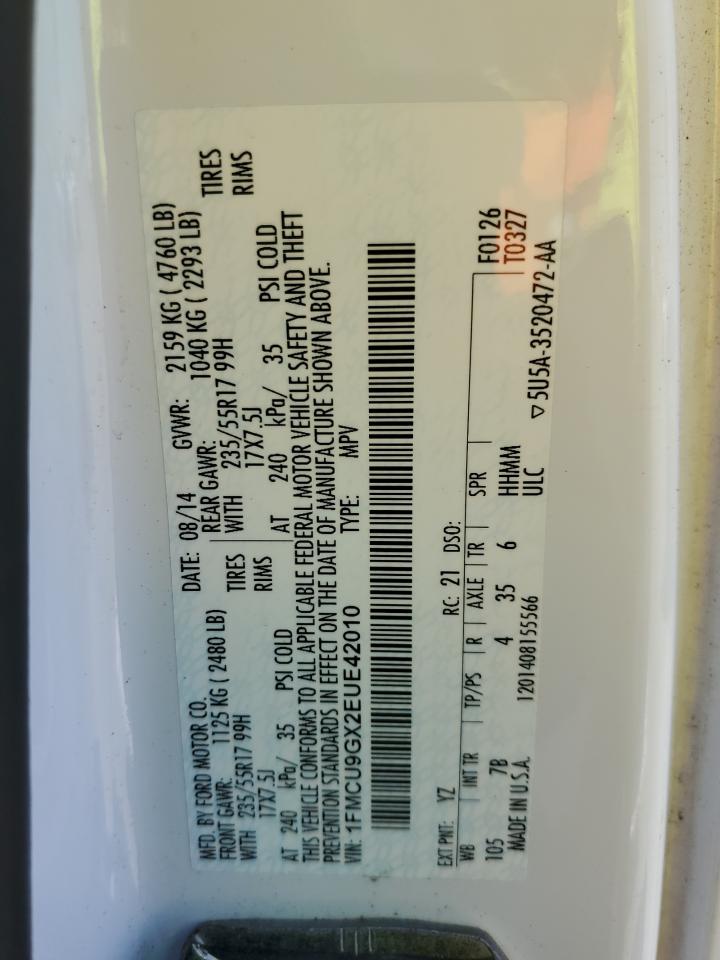 MFD. BY FORD MOTOR CO. DATE: 08/14 GVWR: 2159 KG ( 4760 LB)
FRONT GAWR: 1125 KG ( 2480 LB) REAR GAWR: 1040 KG ( 2293 LB)
WITH 235/55R17 99H TIRES WITH 235/55R17 99H TIRES
17X7.5J RIMS 17X7.5J RIMS
AT 240 kPa/ 35 PSI COLD AT 240 kPa/ 35 PSI COLD
THIS VEHICLE CONFORMS TO ALL APPLICABLE FEDERAL MOTOR VEHICLE SAFETY AND THEFT
PREVENTION STANDARDS IN EFFECT ON THE DATE OF MANUFACTURE SHOWN ABOVE.
VIN: 1FMCU9GX2EUE42010 TYPE: MPV
EXT PNT: YZ RC: 21 DSO: F0126
WB INT TR TP/PS R AXLE TR SPR T0327
105 7B 4 35 6 HHMM
ULC
MADE IN U.S.A. 1201408155566 ▽5U5A-3520472-AA